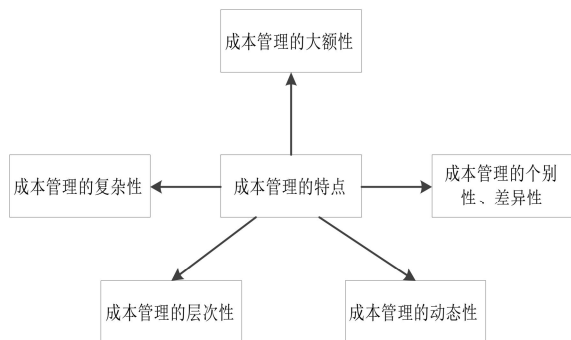 成本管理的大额性
成本管理的复杂性
成本管理的特点
成本管理的个别
性、差异性
成本管理的层次性
成本管理的动态性